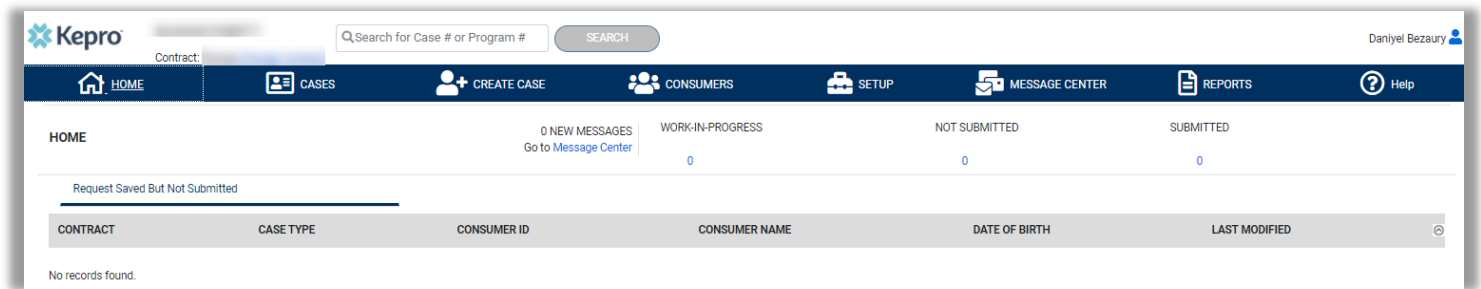 Kepro
Contract:
Search for Case # or Program #
SEARCH
Daniyel Bezaury
HOME
CASES
CREATE CASE
CONSUMERS
SETUP
MESSAGE CENTER
REPORTS
Help
HOME
0 NEW MESSAGES
Go to Message Center
WORK-IN-PROGRESS
0
NOT SUBMITTED
0
SUBMITTED
0
Request Saved But Not Submitted
CONTRACT CASE TYPE CONSUMER ID CONSUMER NAME DATE OF BIRTH LAST MODIFIED
No records found.